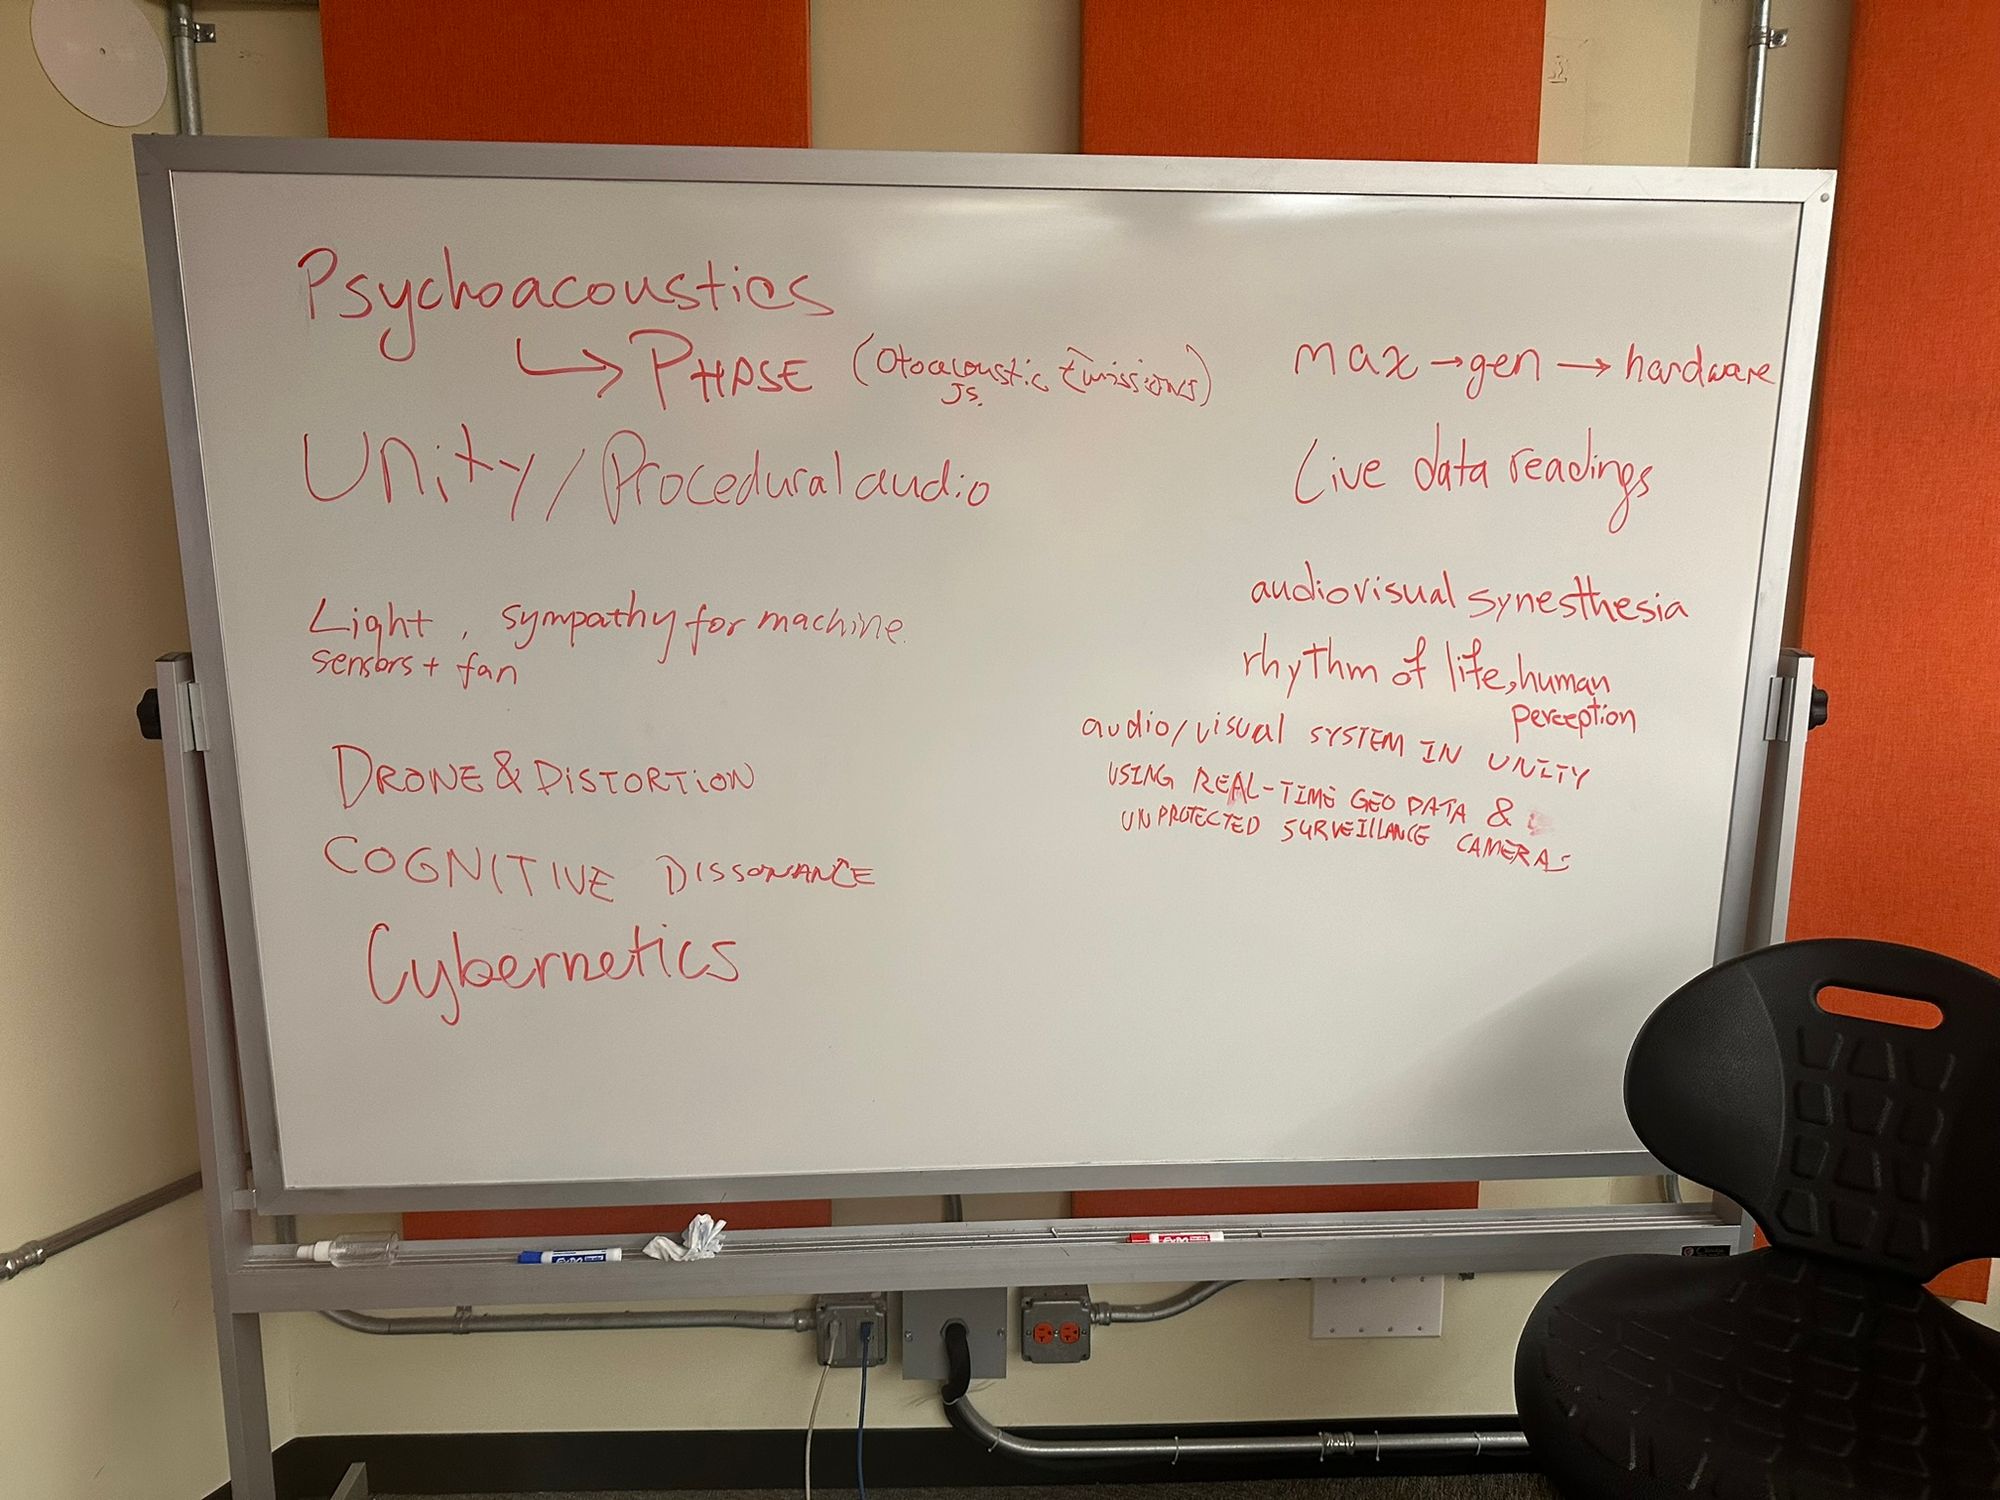 Psychoacoustics
↳ PHASE (Otoacoustic Emissions)
JS.
Unity / Procedural audio
Light, sympathy for machine.
sensors + fan
DRONE & DISTORTION
COGNITIVE DISSONANCE
Cybernetics
max → gen → hardware
Live data readings
audiovisual synesthesia
rhythm of life, human
perception
audio/visual SYSTEM IN UNITY
USING REAL-TIME GEO DATA &
UNPROTECTED SURVEILLANCE CAMERAS
EXPO
EXPO